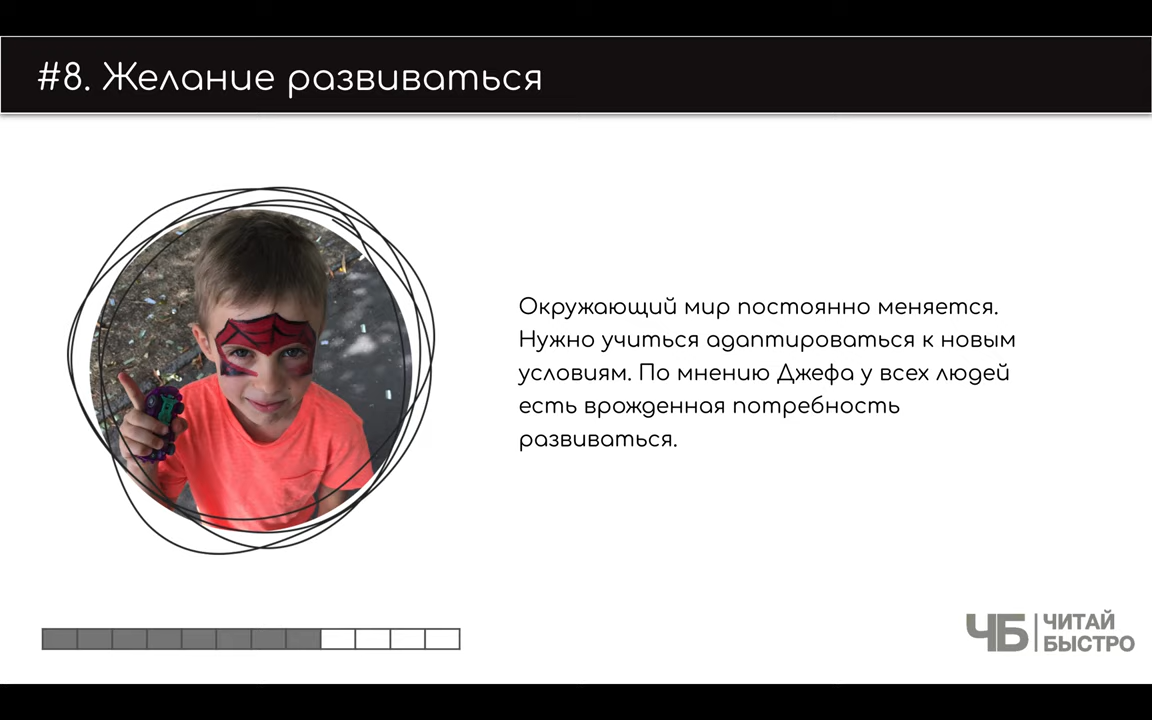 #8. Желание развиваться
Окружающий мир постоянно меняется.
Нужно учиться адаптироваться к новым
условиям. По мнению Джефа у всех людей
есть врожденная потребность
развиваться.
ЧБ
ЧИТАЙ
БЫСТРО